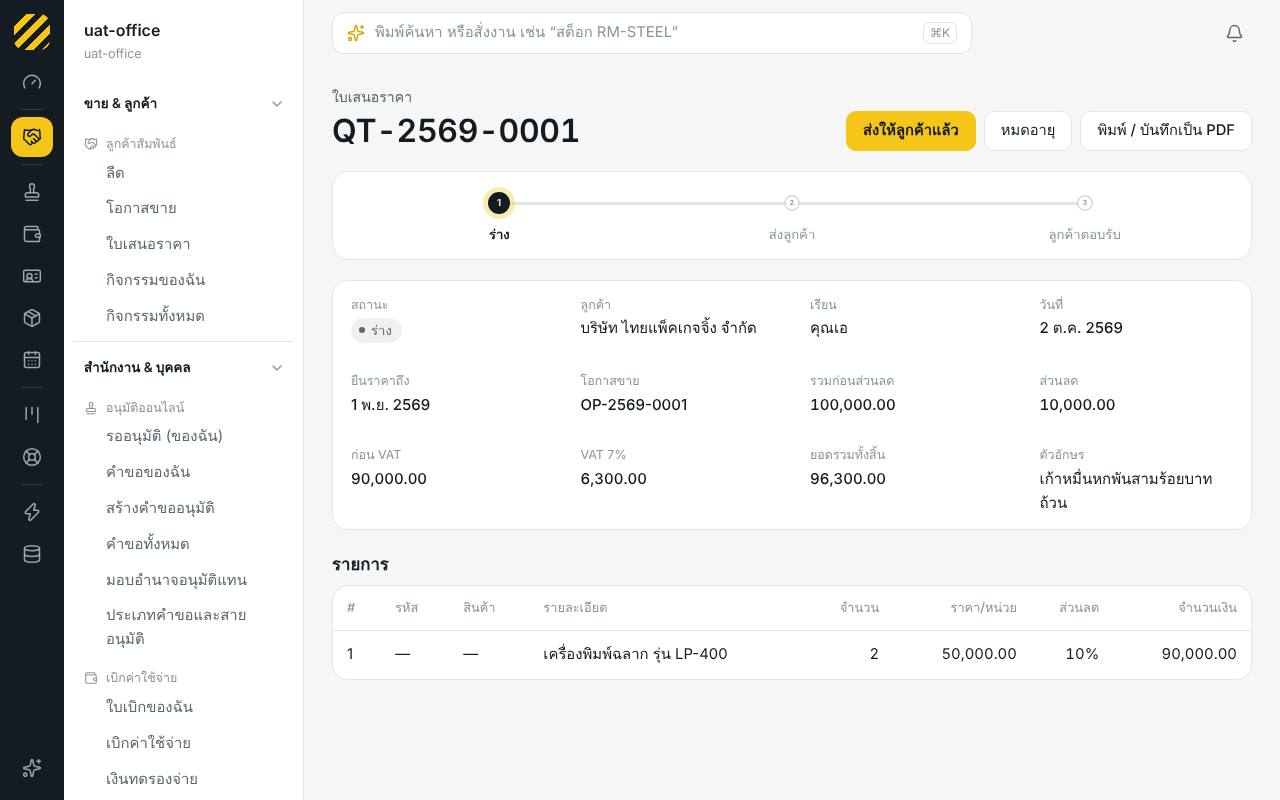 uat-office
uat-office
ขาย & ลูกค้า
ลูกค้าสัมพันธ์
ลีด
โอกาสขาย
ใบเสนอราคา
กิจกรรมของฉัน
กิจกรรมทั้งหมด
สำนักงาน & บุคคล
อนุมัติออนไลน์
รออนุมัติ (ของฉัน)
คำขอของฉัน
สร้างคำขออนุมัติ
คำขอทั้งหมด
มอบอำนาจอนุมัติแทน
ประเภทคำขอและสาย
อนุมัติ
เบิกค่าใช้จ่าย
ใบเบิกของฉัน
เบิกค่าใช้จ่าย
เงินทดรองจ่าย
พิมพ์ค้นหา หรือสั่งงาน เช่น “สต็อก RM-STEEL”
⌘K
ใบเสนอราคา
QT-2569-0001
ส่งให้ลูกค้าแล้ว
หมดอายุ
พิมพ์ / บันทึกเป็น PDF
1 2 3
ร่าง ส่งลูกค้า ลูกค้าตอบรับ
สถานะ ลูกค้า เรียน วันที่
ร่าง บริษัท ไทยแพ็คเกจจิ้ง จำกัด คุณเอ 2 ต.ค. 2569
ยืนราคาถึง โอกาสขาย รวมก่อนส่วนลด ส่วนลด
1 พ.ย. 2569 OP-2569-0001 100,000.00 10,000.00
ก่อน VAT VAT 7% ยอดรวมทั้งสิ้น ตัวอักษร
90,000.00 6,300.00 96,300.00 เก้าหมื่นหกพันสามร้อยบาท
ถ้วน
รายการ
# รหัส สินค้า รายละเอียด จำนวน ราคา/หน่วย ส่วนลด จำนวนเงิน
1 — — เครื่องพิมพ์ฉลาก รุ่น LP-400 2 50,000.00 10% 90,000.00